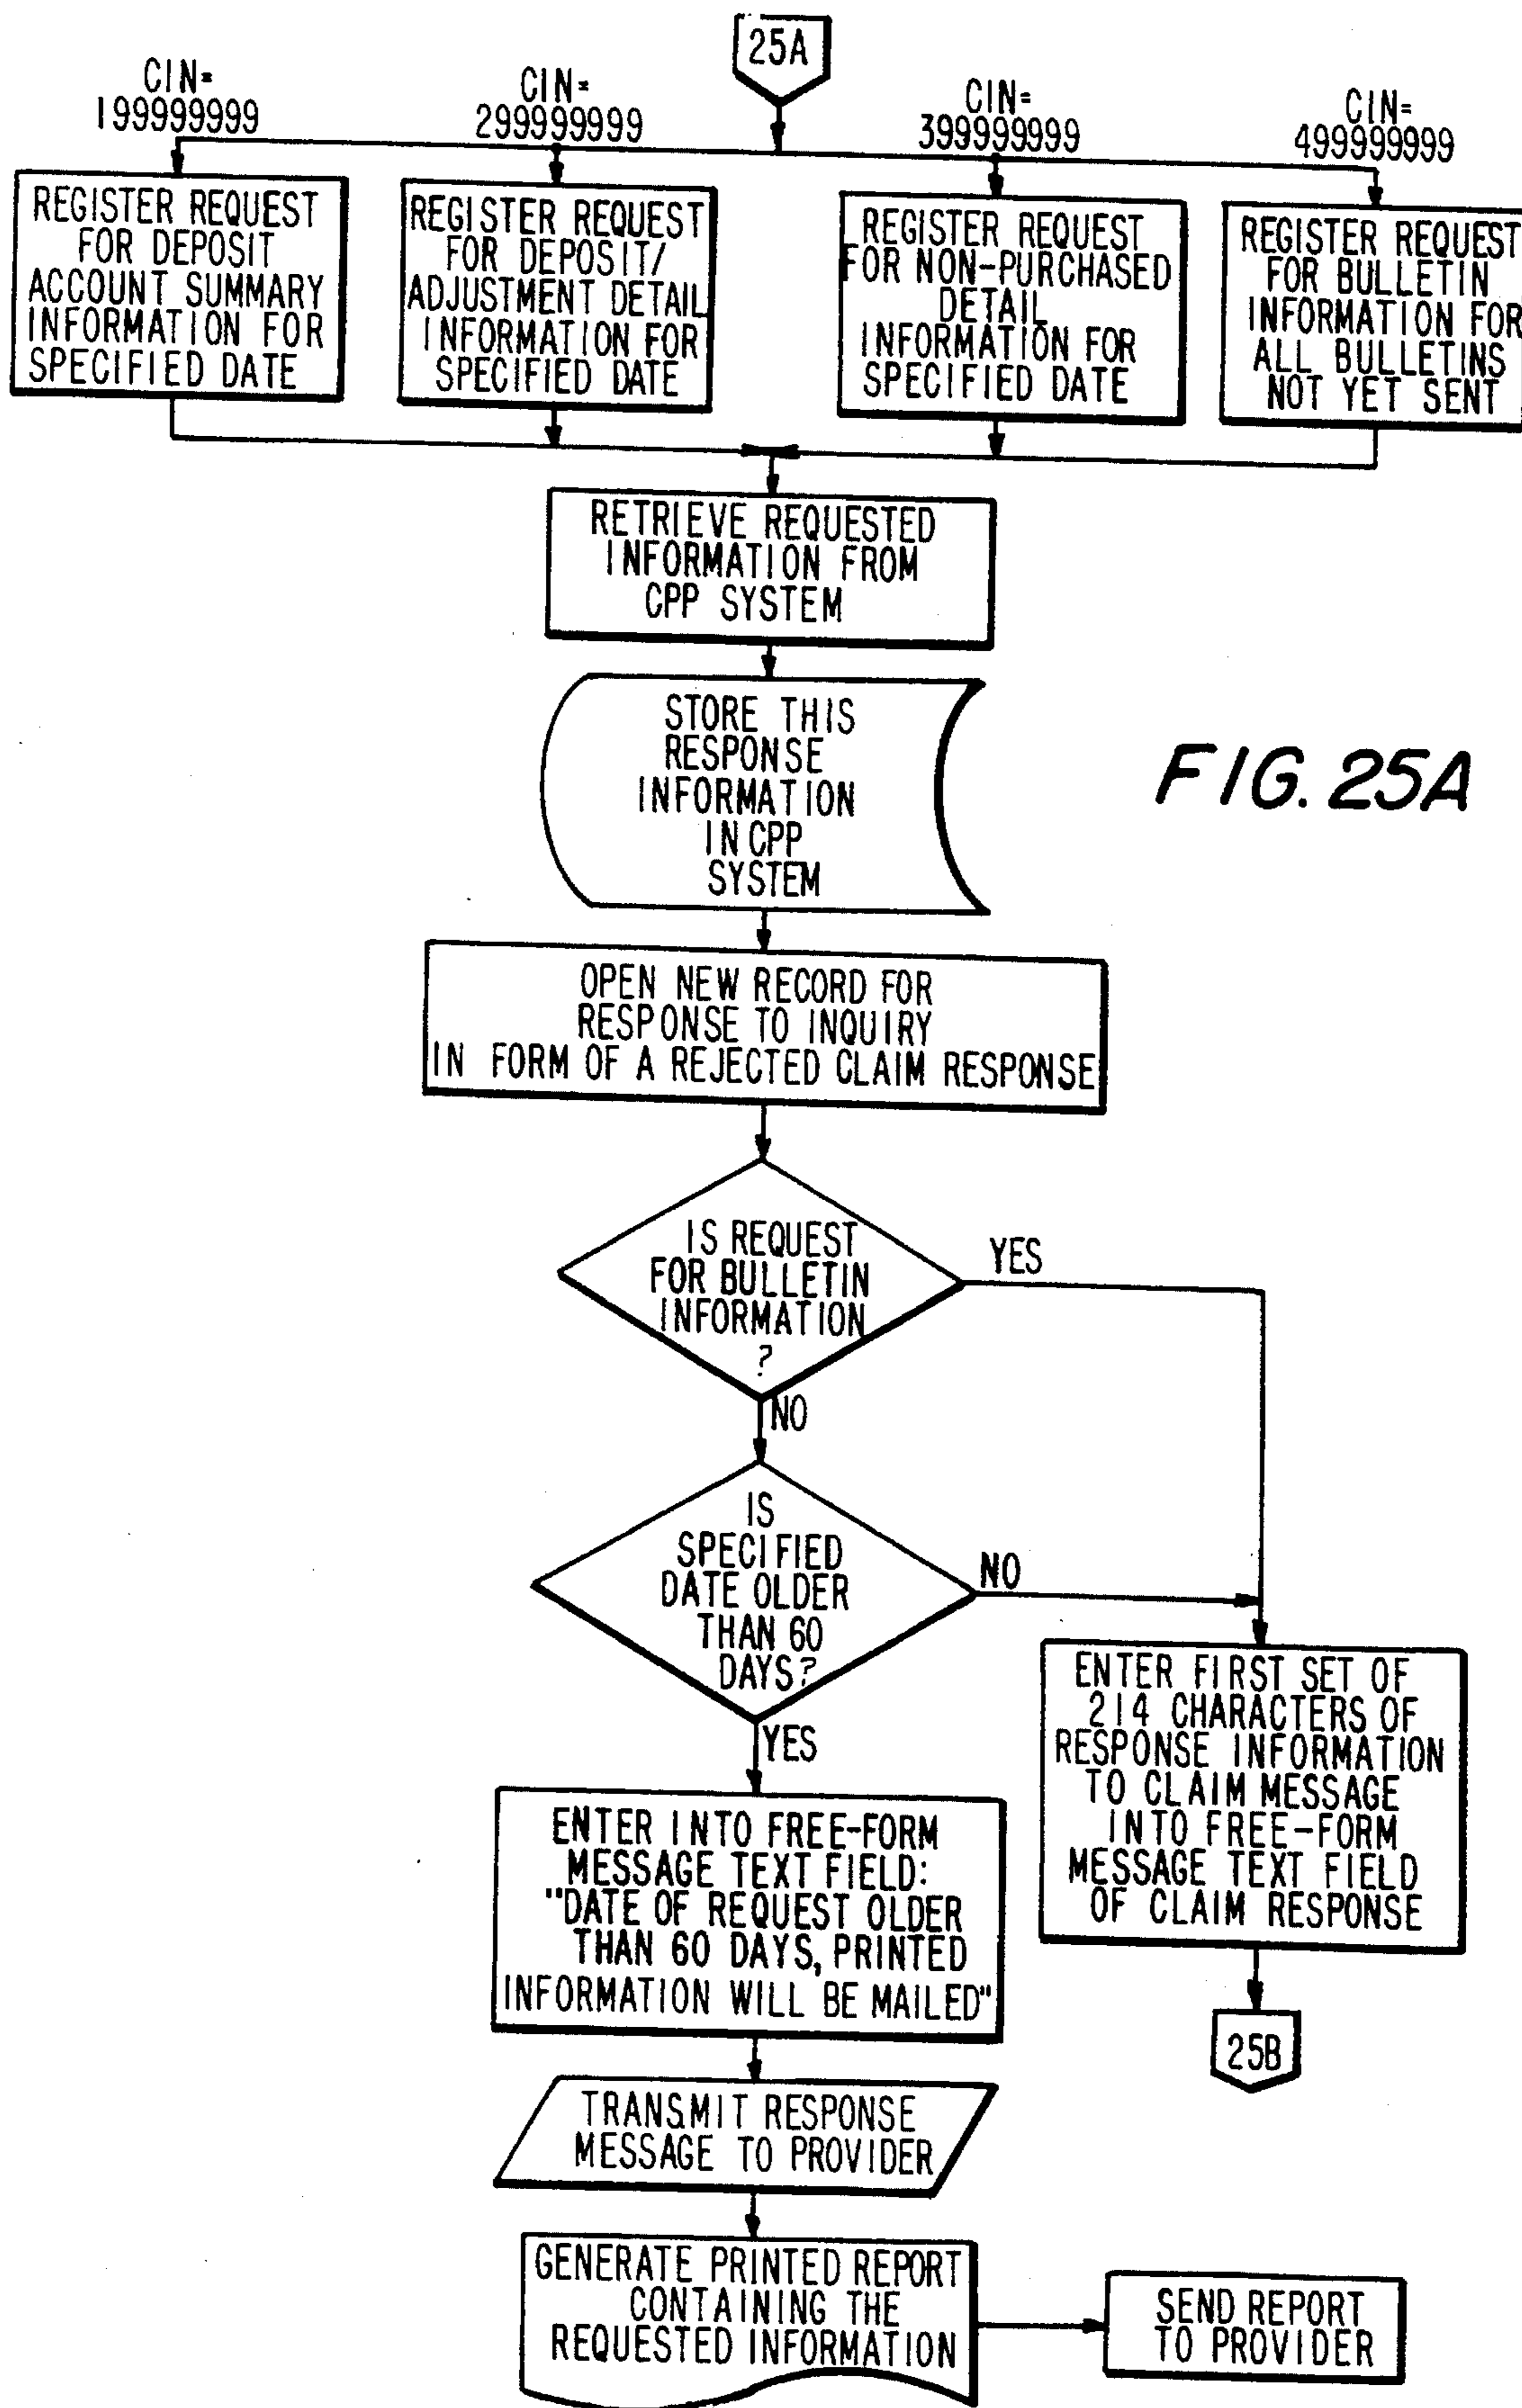 25A
CIN=
199999999
CIN=
299999999
CIN=
399999999
CIN=
499999999
REGISTER REQUEST
FOR DEPOSIT
ACCOUNT SUMMARY
INFORMATION FOR
SPECIFIED DATE
REGISTER REQUEST
FOR DEPOSIT/
ADJUSTMENT DETAIL
INFORMATION FOR
SPECIFIED DATE
REGISTER REQUEST
FOR NON-PURCHASED
DETAIL
INFORMATION FOR
SPECIFIED DATE
REGISTER REQUEST
FOR BULLETIN
INFORMATION FOR
ALL BULLETINS
NOT YET SENT
RETRIEVE REQUESTED
INFORMATION FROM
CPP SYSTEM
STORE THIS
RESPONSE
INFORMATION
IN CPP
SYSTEM
FIG. 25A
OPEN NEW RECORD FOR
RESPONSE TO INQUIRY
IN FORM OF A REJECTED CLAIM RESPONSE
IS REQUEST
FOR BULLETIN
INFORMATION
?
YES
NO
IS
SPECIFIED
DATE OLDER
THAN 60
DAYS?
NO
YES
ENTER FIRST SET OF
214 CHARACTERS OF
RESPONSE INFORMATION
TO CLAIM MESSAGE
INTO FREE-FORM
MESSAGE TEXT FIELD
OF CLAIM RESPONSE
25B
ENTER INTO FREE-FORM
MESSAGE TEXT FIELD:
"DATE OF REQUEST OLDER
THAN 60 DAYS, PRINTED
INFORMATION WILL BE MAILED"
TRANSMIT RESPONSE
MESSAGE TO PROVIDER
GENERATE PRINTED REPORT
CONTAINING THE
REQUESTED INFORMATION
SEND REPORT
TO PROVIDER